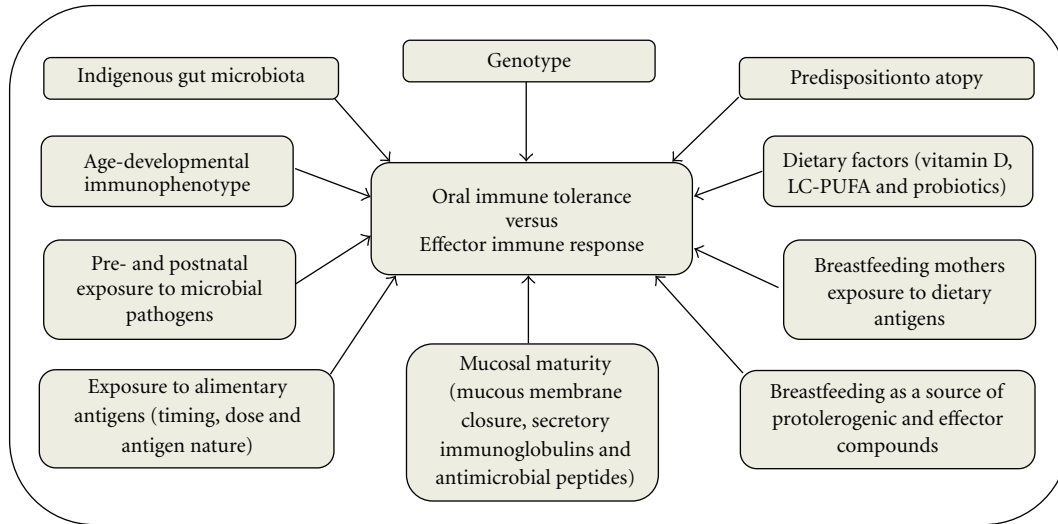 Indigenous gut microbiota
Genotype
Predispositionto atopy
Age-developmental
immunophenotype
Oral immune tolerance
versus
Effector immune response
Dietary factors (vitamin D,
LC-PUFA and probiotics)
Pre- and postnatal
exposure to microbial
pathogens
Breastfeeding mothers
exposure to dietary
antigens
Exposure to alimentary
antigens (timing, dose and
antigen nature)
Mucosal maturity
(mucous membrane
closure, secretory
immunoglobulins and
antimicrobial peptides)
Breastfeeding as a source of
protolerogenic and effector
compounds